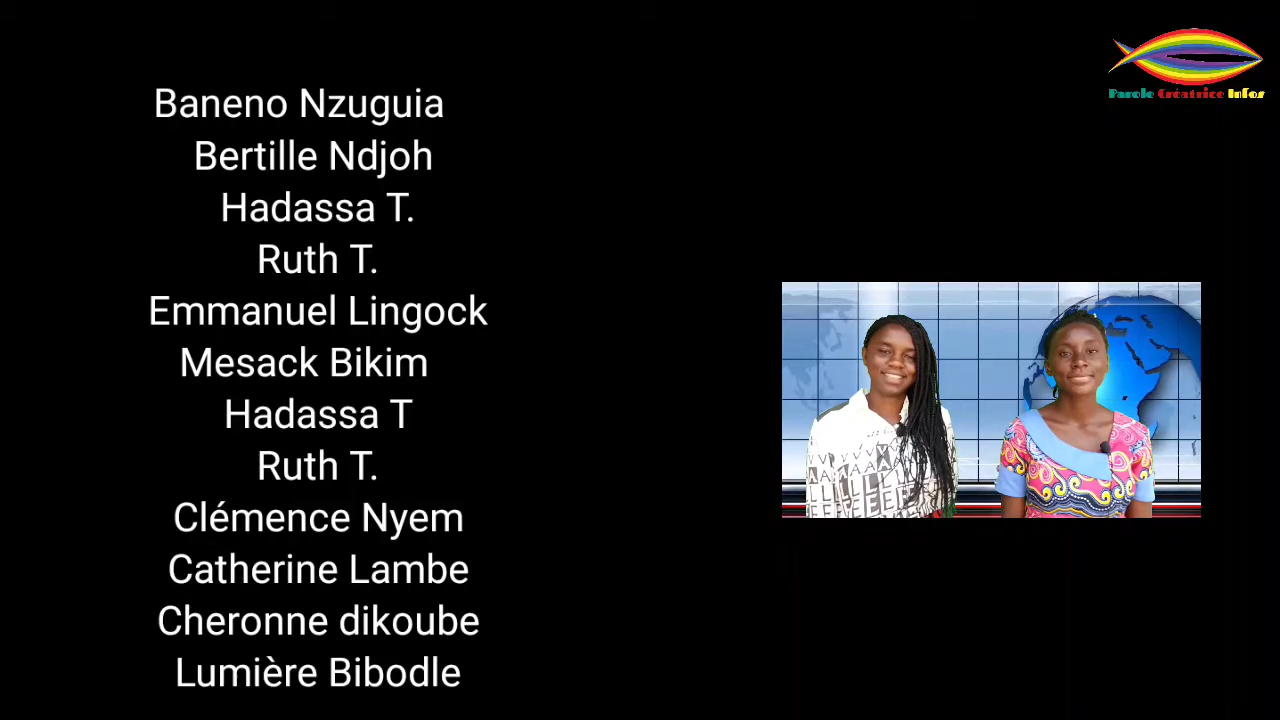 Baneno Nzuguia
Bertille Ndjoh
Hadassa T.
Ruth T.
Emmanuel Lingock
Mesack Bikim
Hadassa T
Ruth T.
Clémence Nyem
Catherine Lambe
Cheronne dikoube
Lumière Bibodle
Parole Créatrice Infos